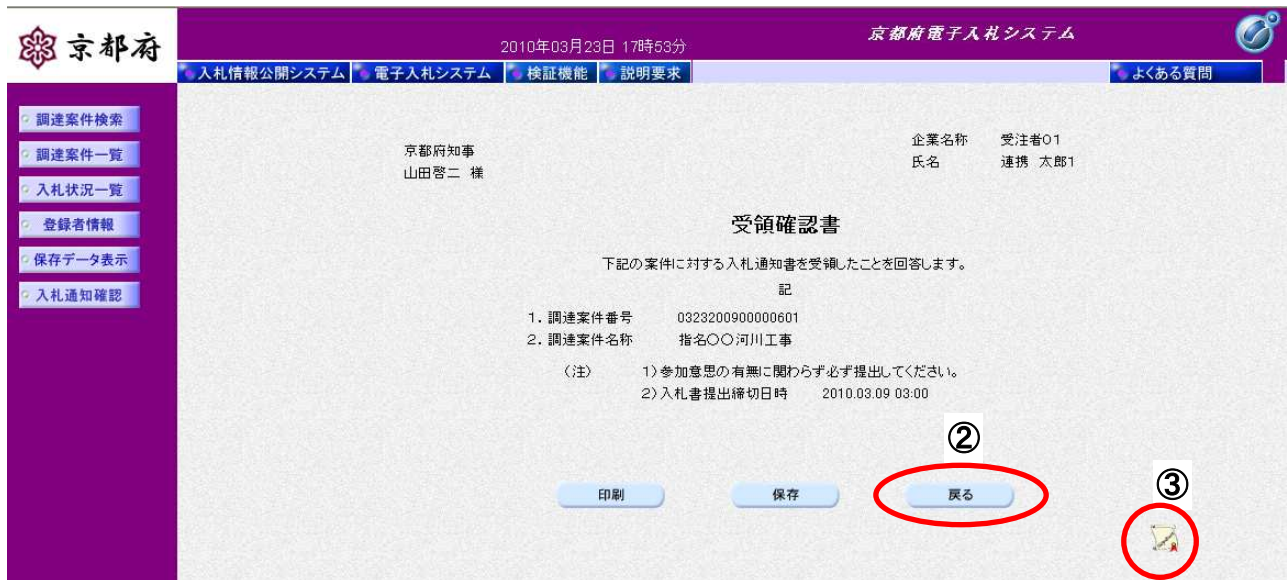 京都府
2010年03月23日 17時53分
京都府電子入札システム
入札情報公開システム 電子入札システム 検証機能 説明要求 よくある質問
調達案件検索
調達案件一覧
入札状況一覧
登録者情報
保存データ表示
入札通知確認
京都府知事
山田啓二 様
企業名称 受注者01
氏名 連携 太郎1
受領確認書
下記の案件に対する入札通知書を受領したことを回答します。
記
1. 調達案件番号 0323200900000601
2. 調達案件名称 指名〇〇河川工事
(注) 1)参加意思の有無に関わらず必ず提出してください。
2)入札書提出締切日時 2010.03.09 03:00
②
印刷 保存 戻る
③